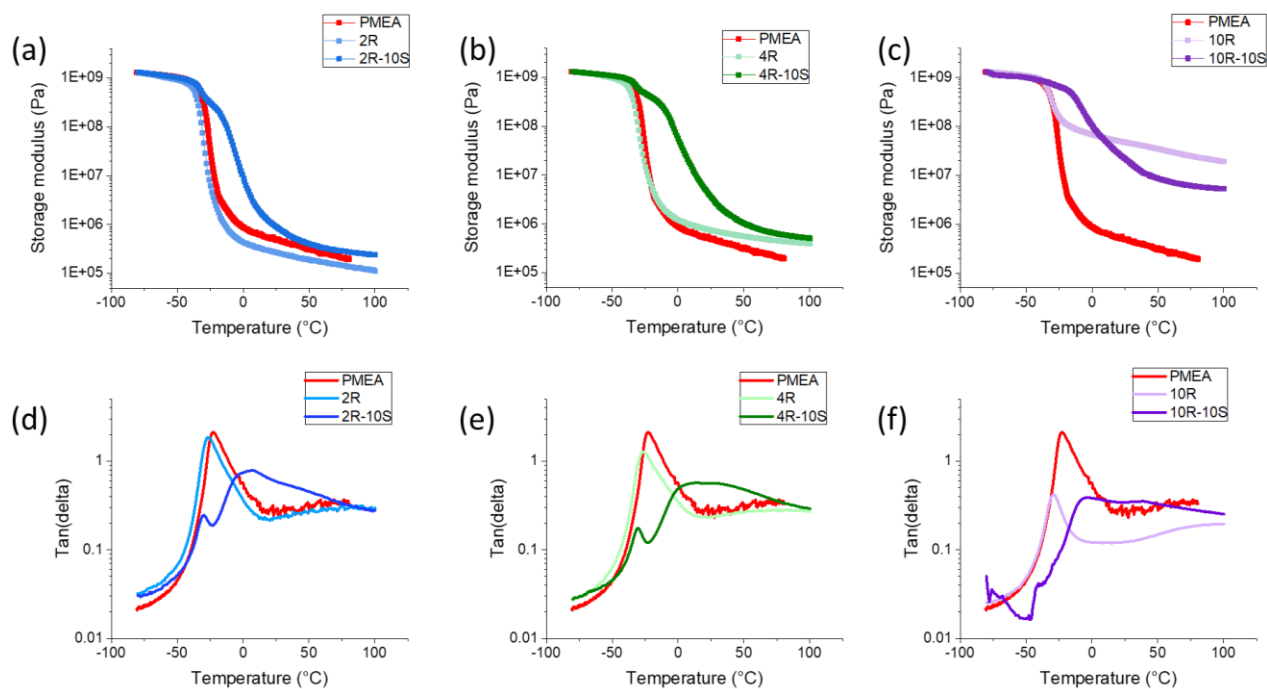 (a)
PMEA
2R
2R-10S
Storage modulus (Pa)
1E+09
1E+08
1E+07
1E+06
1E+05
-100 -50 0 50 100
Temperature (°C)
(b)
PMEA
4R
4R-10S
Storage modulus (Pa)
1E+09
1E+08
1E+07
1E+06
1E+05
-100 -50 0 50 100
Temperature (°C)
(c)
PMEA
10R
10R-10S
Storage modulus (Pa)
1E+09
1E+08
1E+07
1E+06
1E+05
-100 -50 0 50 100
Temperature (°C)
(d)
PMEA
2R
2R-10S
Tan(delta)
1
0.1
0.01
-100 -50 0 50 100
Temperature (°C)
(e)
PMEA
4R
4R-10S
Tan(delta)
1
0.1
0.01
-100 -50 0 50 100
Temperature (°C)
(f)
PMEA
10R
10R-10S
Tan(delta)
1
0.1
0.01
-100 -50 0 50 100
Temperature (°C)